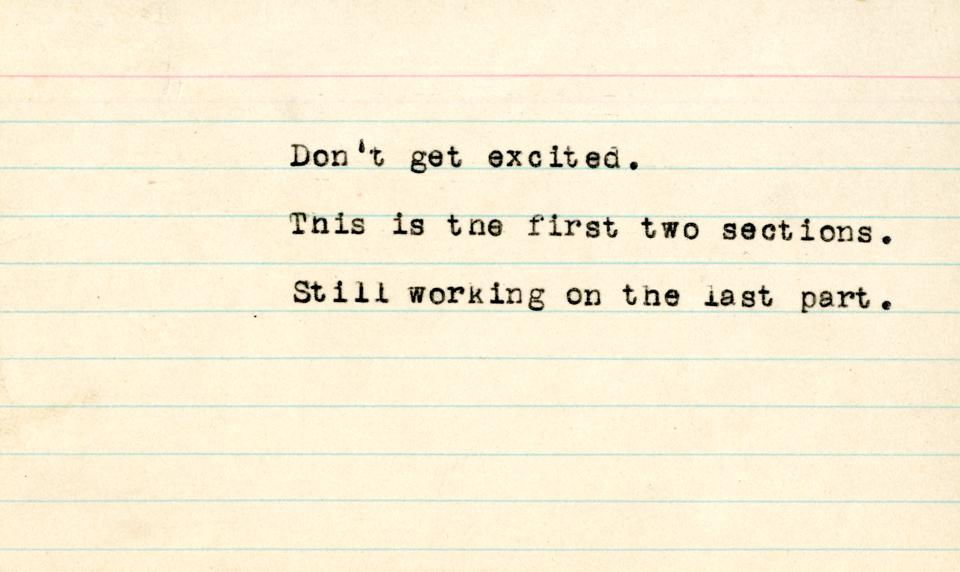 Don't get excited.
This is the first two sections.
Still working on the last part.